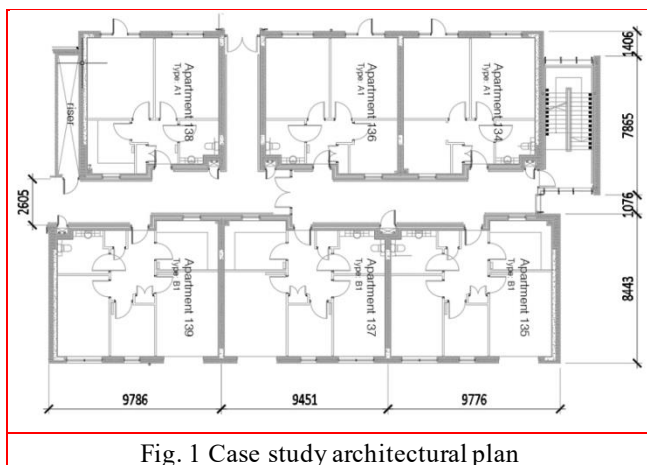 riser
Apartment 138
Type A1
Apartment 136
Type A1
Apartment 134
Type A1
1406
7865
1076
8443
2605
Apartment 139
Type B1
Apartment 137
Type B1
Apartment 135
Type B1
9786
9451
9776
Fig. 1 Case study architectural plan